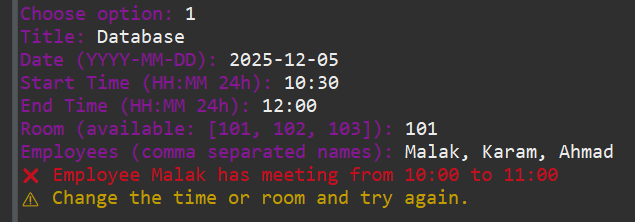 Choose option: 1
Title: Database
Date (YYYY-MM-DD): 2025-12-05
Start Time (HH:MM 24h): 10:30
End Time (HH:MM 24h): 12:00
Room (available: [101, 102, 103]): 101
Employees (comma separated names): Malak, Karam, Ahmad
❌ Employee Malak has meeting from 10:00 to 11:00
⚠ Change the time or room and try again.